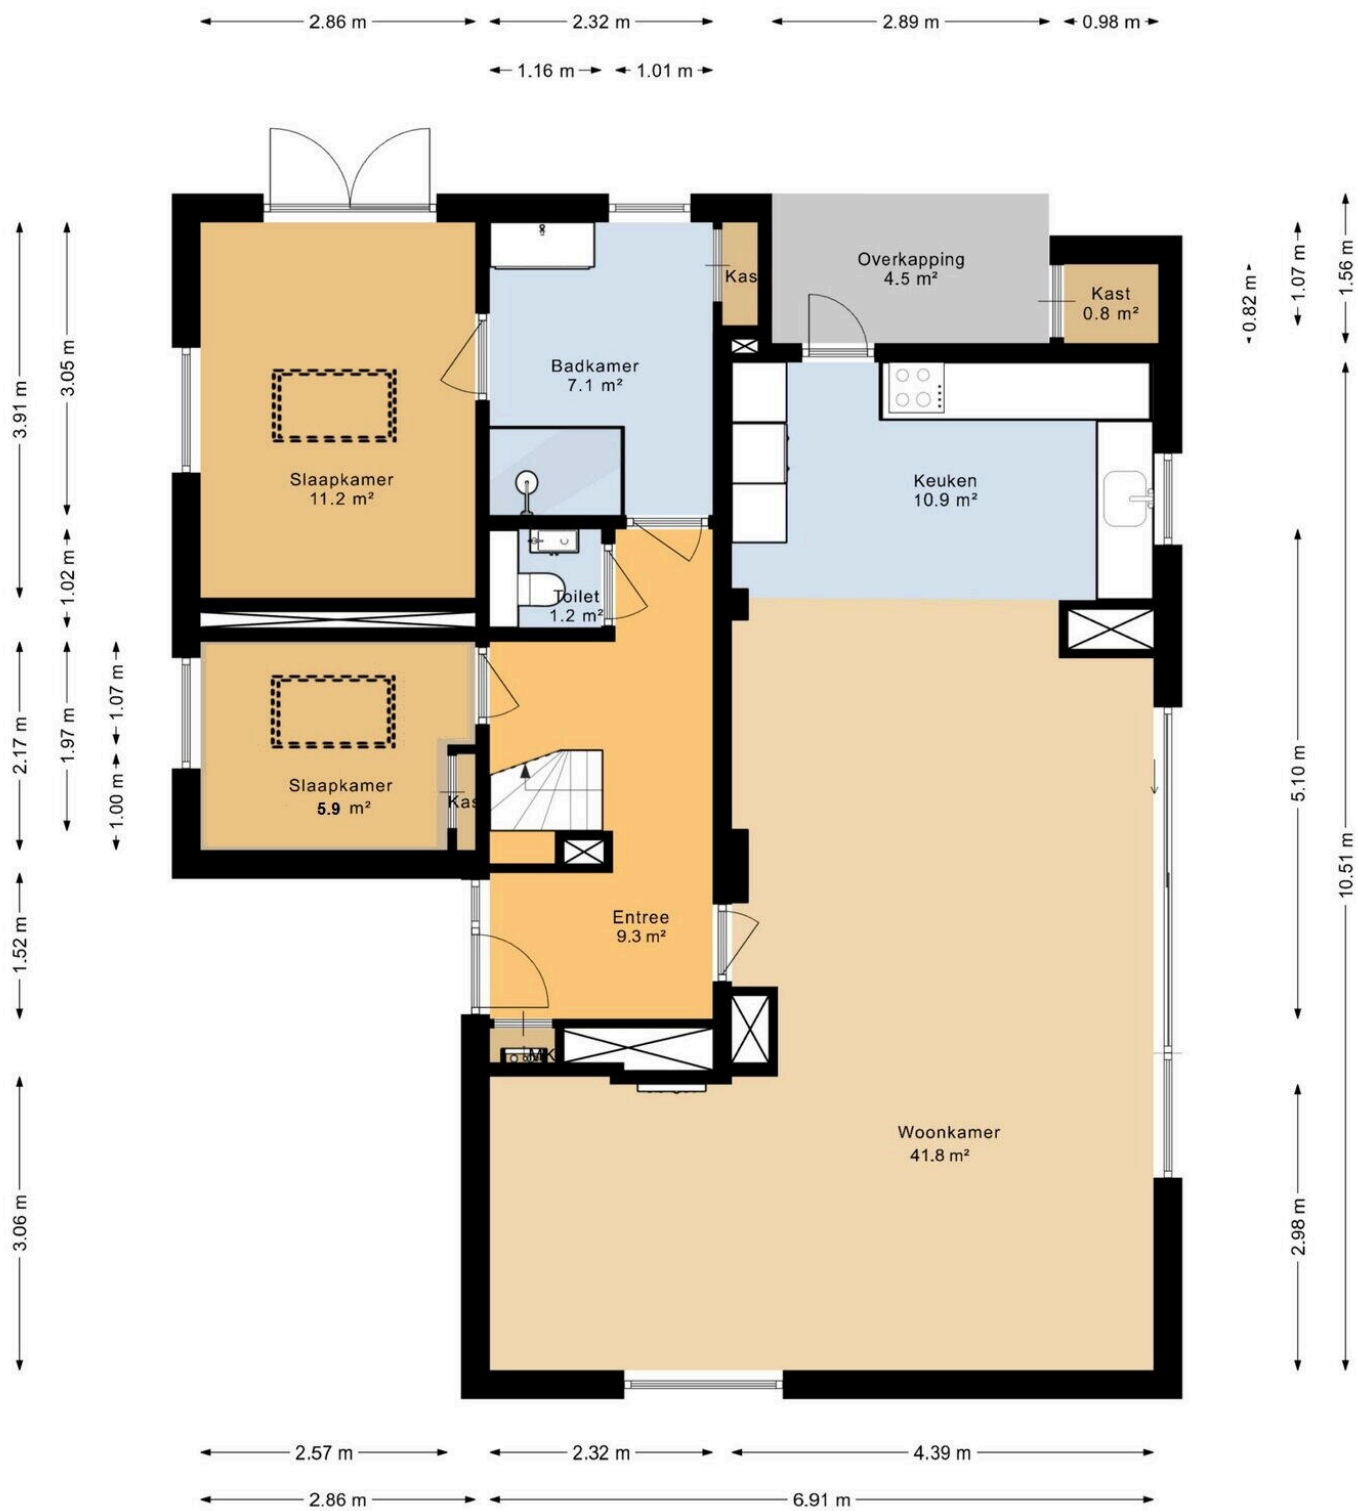 2.86 m
2.32 m
2.89 m
0.98 m
1.16 m
1.01 m
Overkapping
4.5 m²
Kas
Kast
0.8 m²
Badkamer
7.1 m²
Slaapkamer
11.2 m²
Keuken
10.9 m²
Toilet
1.2 m²
Slaapkamer
5.9 m²
Kas
Entree
9.3 m²
MK
Woonkamer
41.8 m²
3.91 m
3.05 m
1.02 m
2.17 m
1.97 m
1.07 m
1.00 m
1.52 m
3.06 m
0.82 m
1.07 m
1.56 m
5.10 m
10.51 m
2.98 m
2.57 m
2.32 m
4.39 m
2.86 m
6.91 m